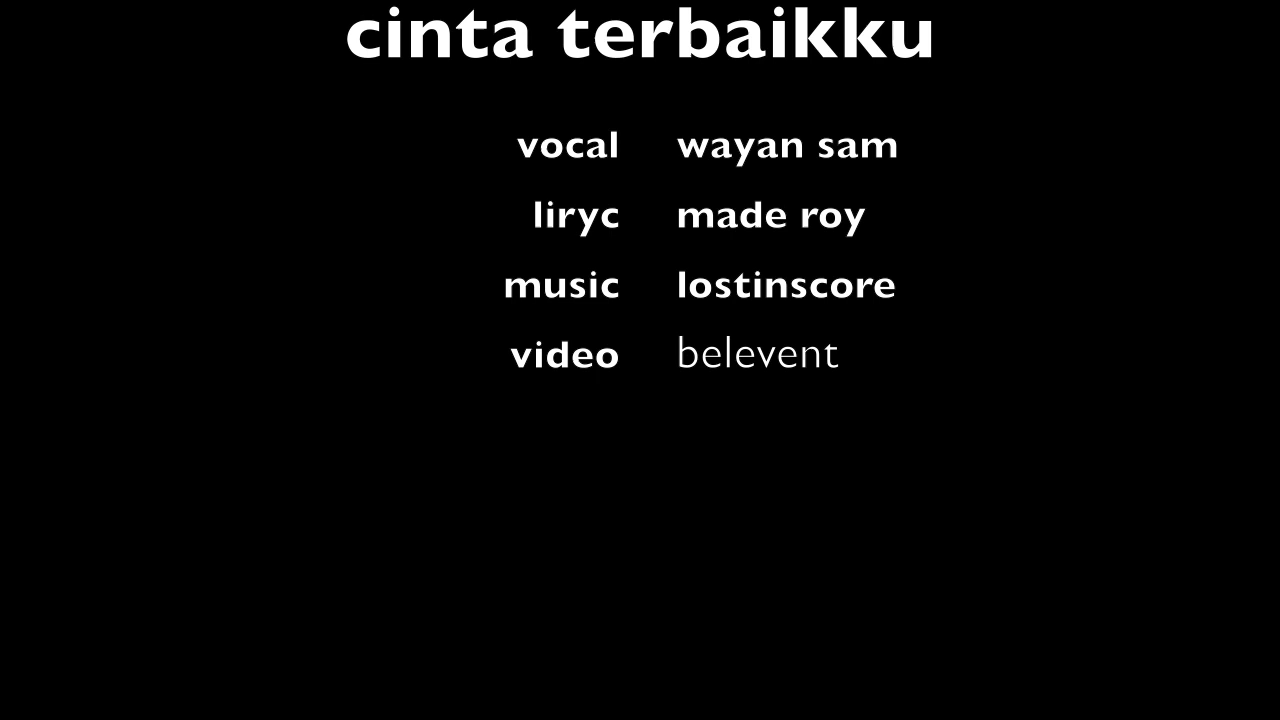 cinta terbaikku
vocal wayan sam
liryc made roy
music lostinscore
video belevent